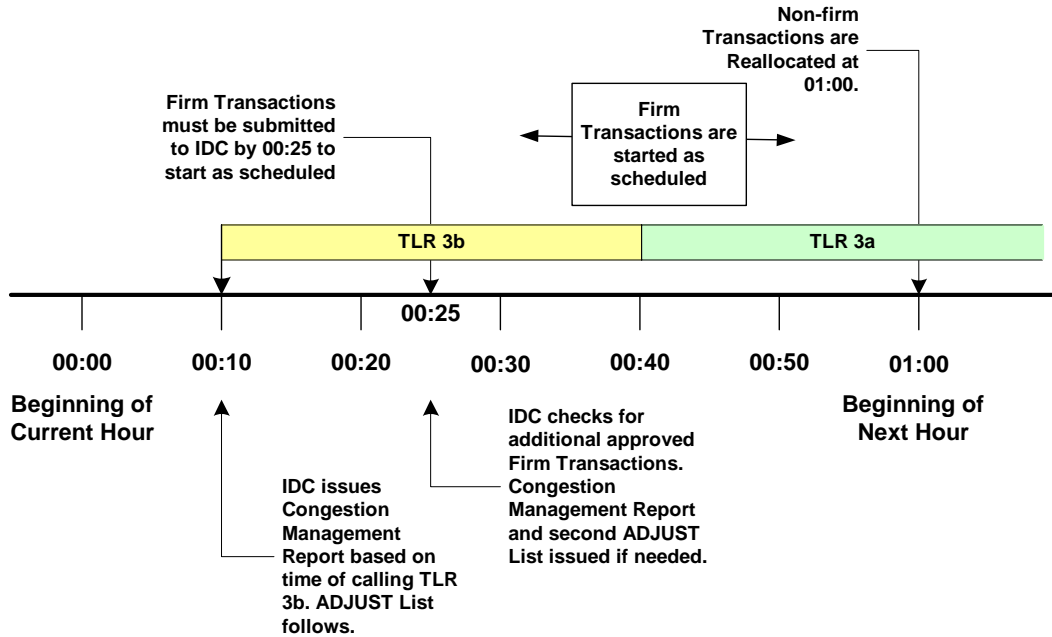 Non-firm
Transactions are
Reallocated at
01:00.
Firm Transactions
must be submitted
to IDC by 00:25 to
start as scheduled
Firm
Transactions are
started as
scheduled
TLR 3b
TLR 3a
00:25
00:00
00:10
00:20
00:30
00:40
00:50
01:00
Beginning of
Current Hour
Beginning of
Next Hour
IDC issues
Congestion
Management
Report based on
time of calling TLR
3b. ADJUST List
follows.
IDC checks for
additional approved
Firm Transactions.
Congestion
Management Report
and second ADJUST
List issued if needed.